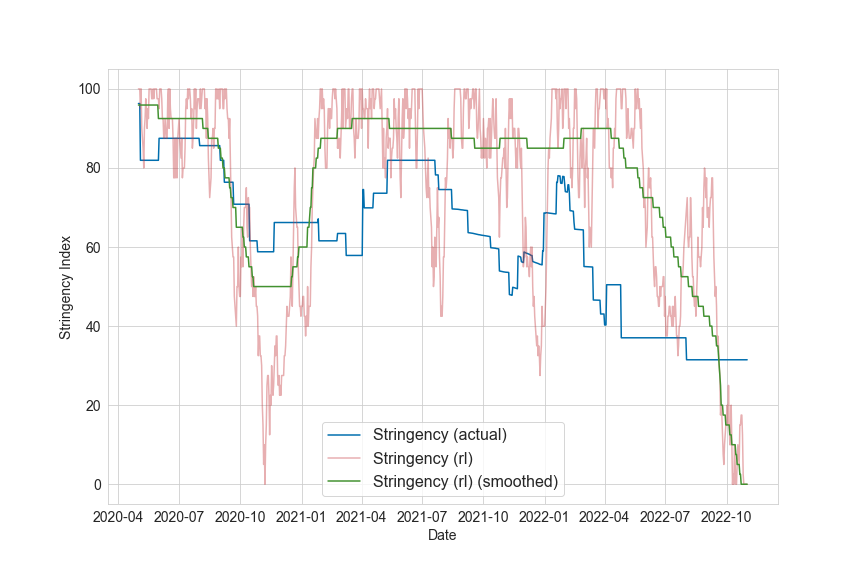 100
80
60
40
20
0
Stringency Index
Stringency (actual)
Stringency (rl)
Stringency (rl) (smoothed)
2020-04 2020-07 2020-10 2021-01 2021-04 2021-07 2021-10 2022-01 2022-04 2022-07 2022-10
Date